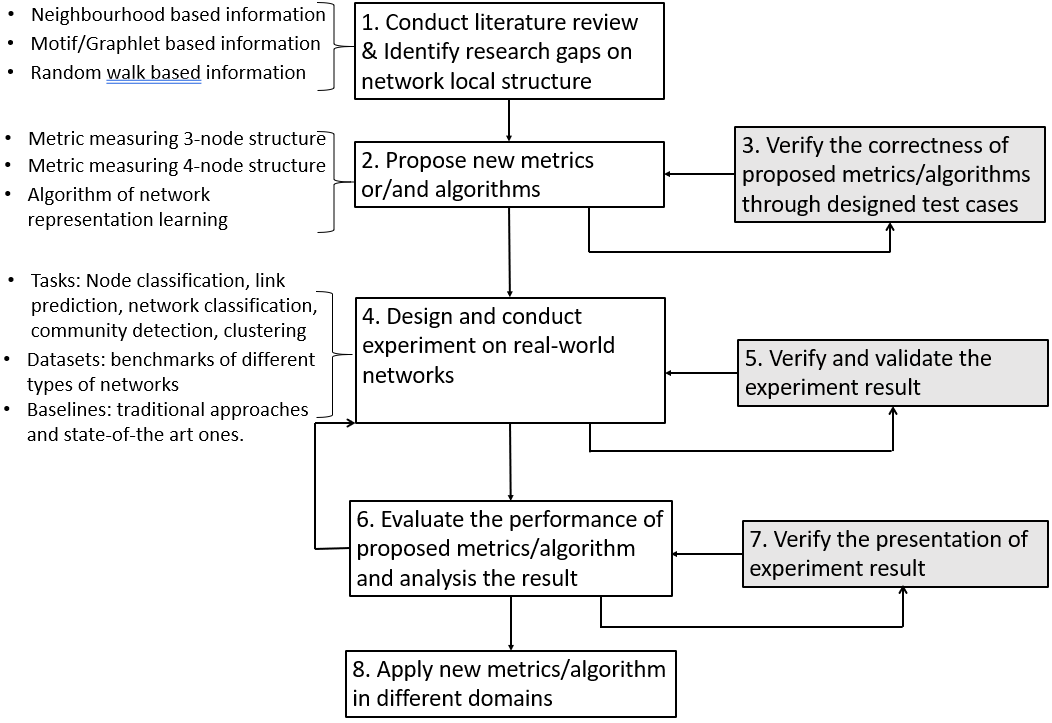 • Neighbourhood based information
• Motif/Graphlet based information
• Random walk based information
1. Conduct literature review
& Identify research gaps on
network local structure
• Metric measuring 3-node structure
• Metric measuring 4-node structure
• Algorithm of network
representation learning
2. Propose new metrics
or/and algorithms
3. Verify the correctness of
proposed metrics/algorithms
through designed test cases
• Tasks: Node classification, link
prediction, network classification,
community detection, clustering
• Datasets: benchmarks of different
types of networks
• Baselines: traditional approaches
and state-of-the art ones.
4. Design and conduct
experiment on real-world
networks
5. Verify and validate the
experiment result
6. Evaluate the performance of
proposed metrics/algorithm
and analysis the result
7. Verify the presentation of
experiment result
8. Apply new metrics/algorithm
in different domains